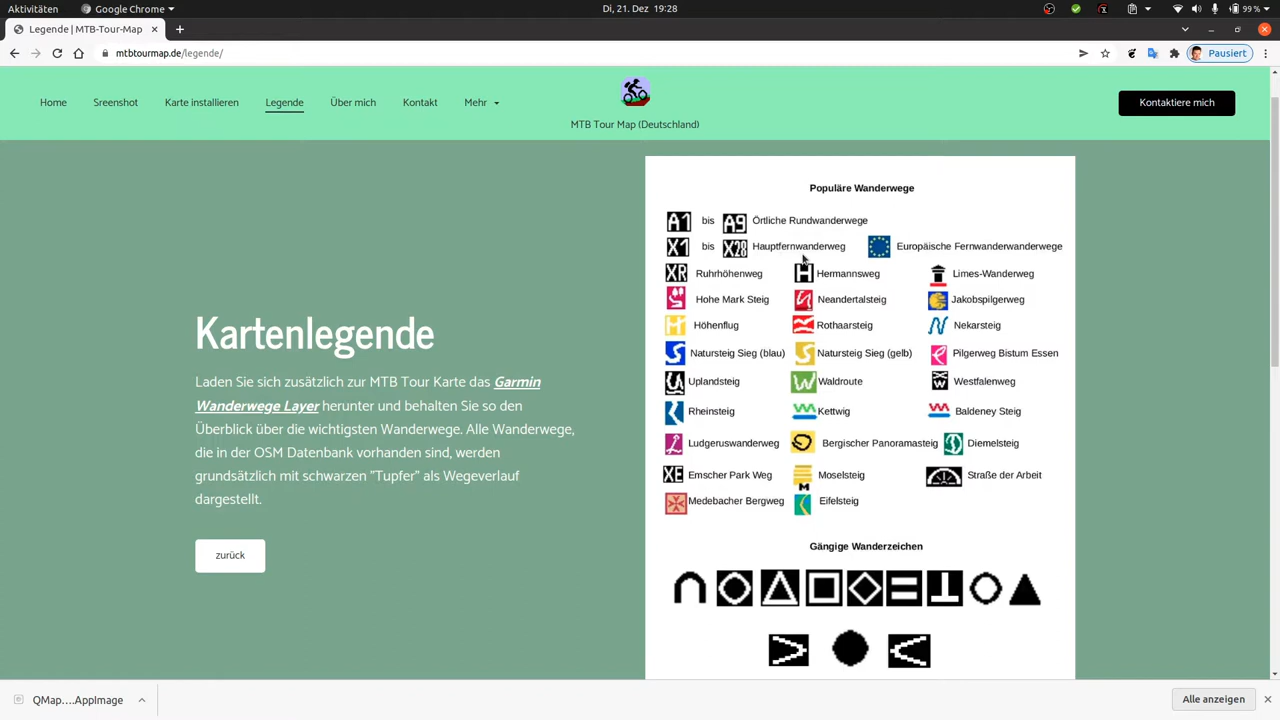 Aktivitäten
Di, 21. Dez 19:28
99%
Legende | MTB-Tour-Map
mtbtourmap.de/legende/
Pausiert
Home
Sreenshot
Karte installieren
Legende
Über mich
Kontakt
Mehr
MTB Tour Map (Deutschland)
Kontaktiere mich
Kartenlegende
Laden Sie sich zusätzlich zur MTB Tour Karte das Garmin
Wanderwege Layer herunter und behalten Sie so den
Überblick über die wichtigsten Wanderwege. Alle Wanderwege,
die in der OSM Datenbank vorhanden sind, werden
grundsätzlich mit schwarzen "Tupfer" als Wegeverlauf
dargestellt.
zurück
Populäre Wanderwege
A1 bis A9 Örtliche Rundwanderwege
X1 bis X28 Hauptfernwanderweg Europäische Fernwanderwanderwege
XR Ruhrhöhenweg H Hermannsweg Limes-Wanderweg
Hohe Mark Steig Neandertalsteig Jakobspilgerweg
Höhenflug Rothaarsteig Nekarsteig
Natursteig Sieg (blau) Natursteig Sieg (gelb) Pilgerweg Bistum Essen
Uplandsteig Waldroute Westfalenweg
Rheinsteig Kettwig Baldeney Steig
Ludgeruswanderweg Bergischer Panoramasteig Diemelsteig
XE Emscher Park Weg M Moselsteig Straße der Arbeit
Medebacher Bergweg Eifelsteig
Gängige Wanderzeichen
QMap....AppImage
Alle anzeigen